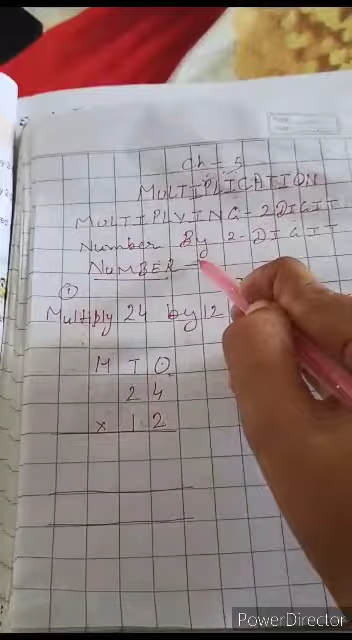 Ch = 5
MULTIPLICATION
MULTIPLYING - 2 DIGIT
Number By 2-DIGIT
NUMBER =
①
Multiply 24 by 12
H T O
2 4
x 1 2
PowerDirector